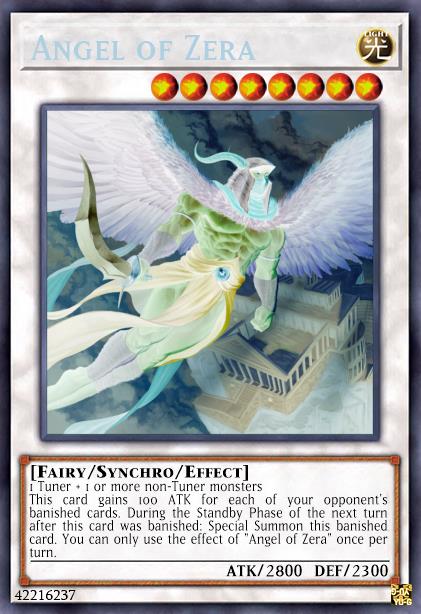 Angel of Zera
LIGHT
光
[Fairy/Synchro/Effect]
1 Tuner + 1 or more non-Tuner monsters
This card gains 100 ATK for each of your opponent's
banished cards. During the Standby Phase of the next turn
after this card was banished: Special Summon this banished
card. You can only use the effect of "Angel of Zera" once per
turn.
ATK/2800 DEF/2300
42216237